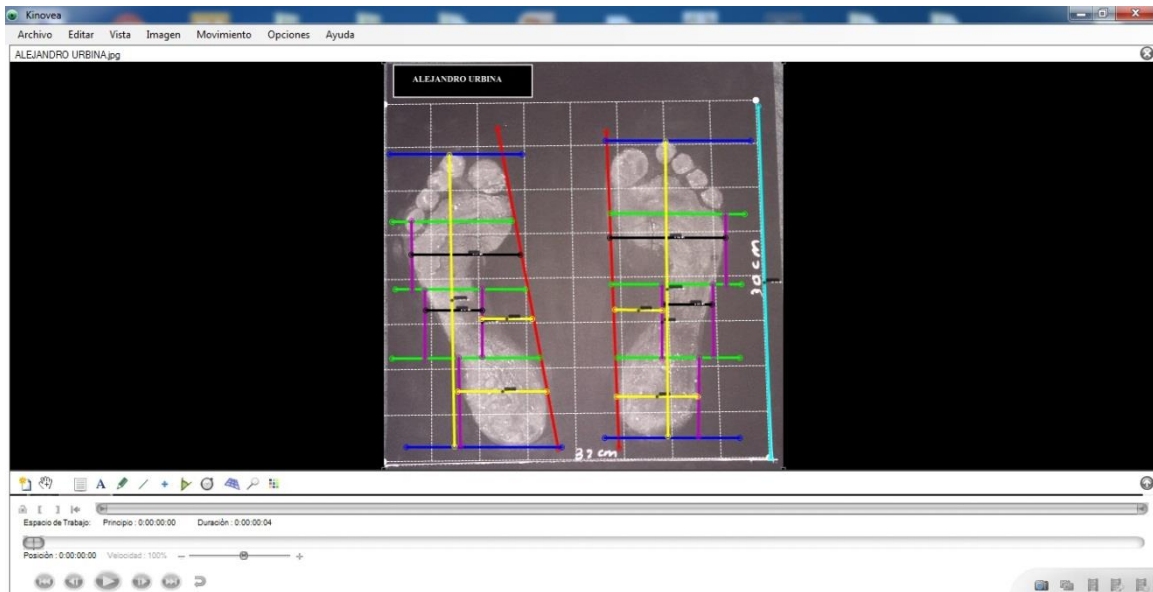 Kinovea
Archivo Editar Vista Imagen Movimiento Opciones Ayuda
ALEJANDRO URBINA.jpg
ALEJANDRO URBINA
30 cm
32 cm
Espacio de Trabajo: Principio : 0:00:00:00 Duración : 0:00:00:04
Posición : 0:00:00:00 Velocidad : 100%